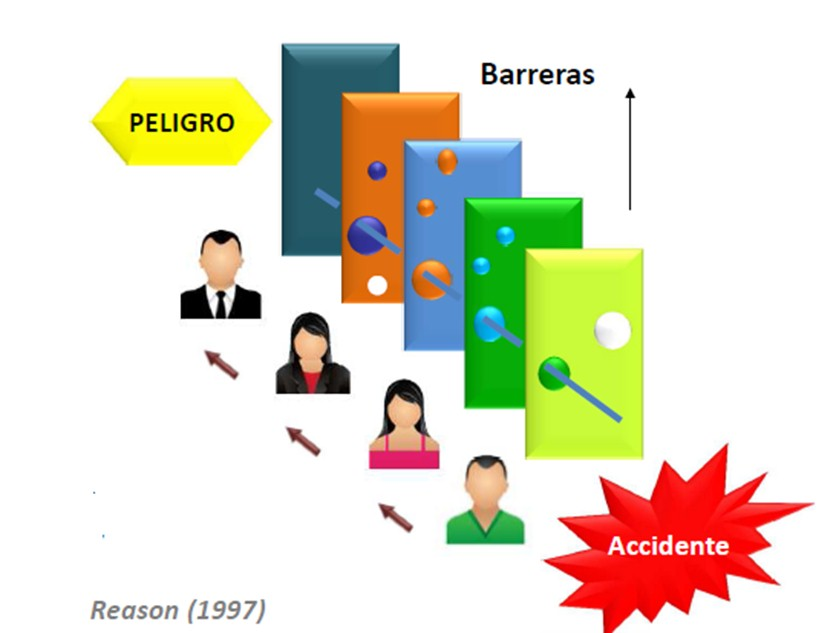 Barreras
PELIGRO
Accidente
Reason (1997)